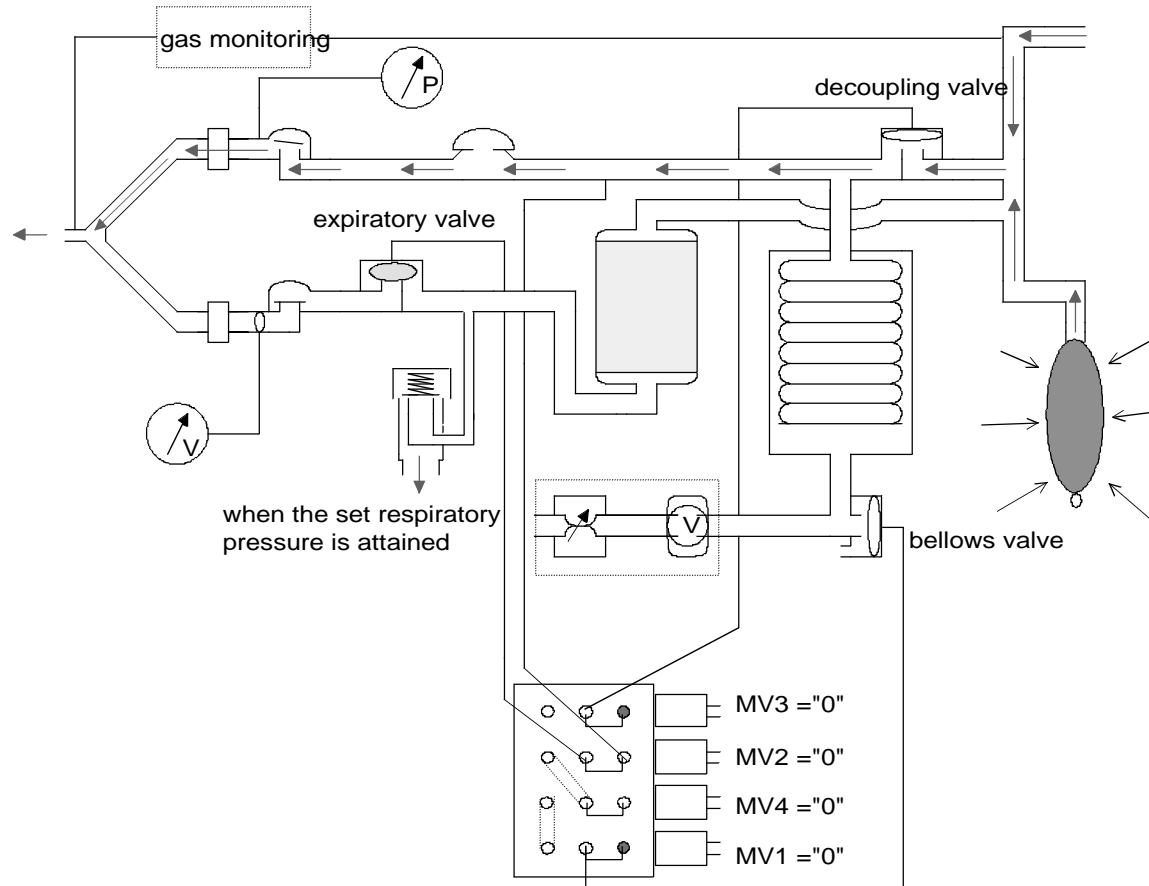 gas monitoring
P
decoupling valve
expiratory valve
V
when the set respiratory
pressure is attained
V
bellows valve
MV3 ="0"
MV2 ="0"
MV4 ="0"
MV1 ="0"